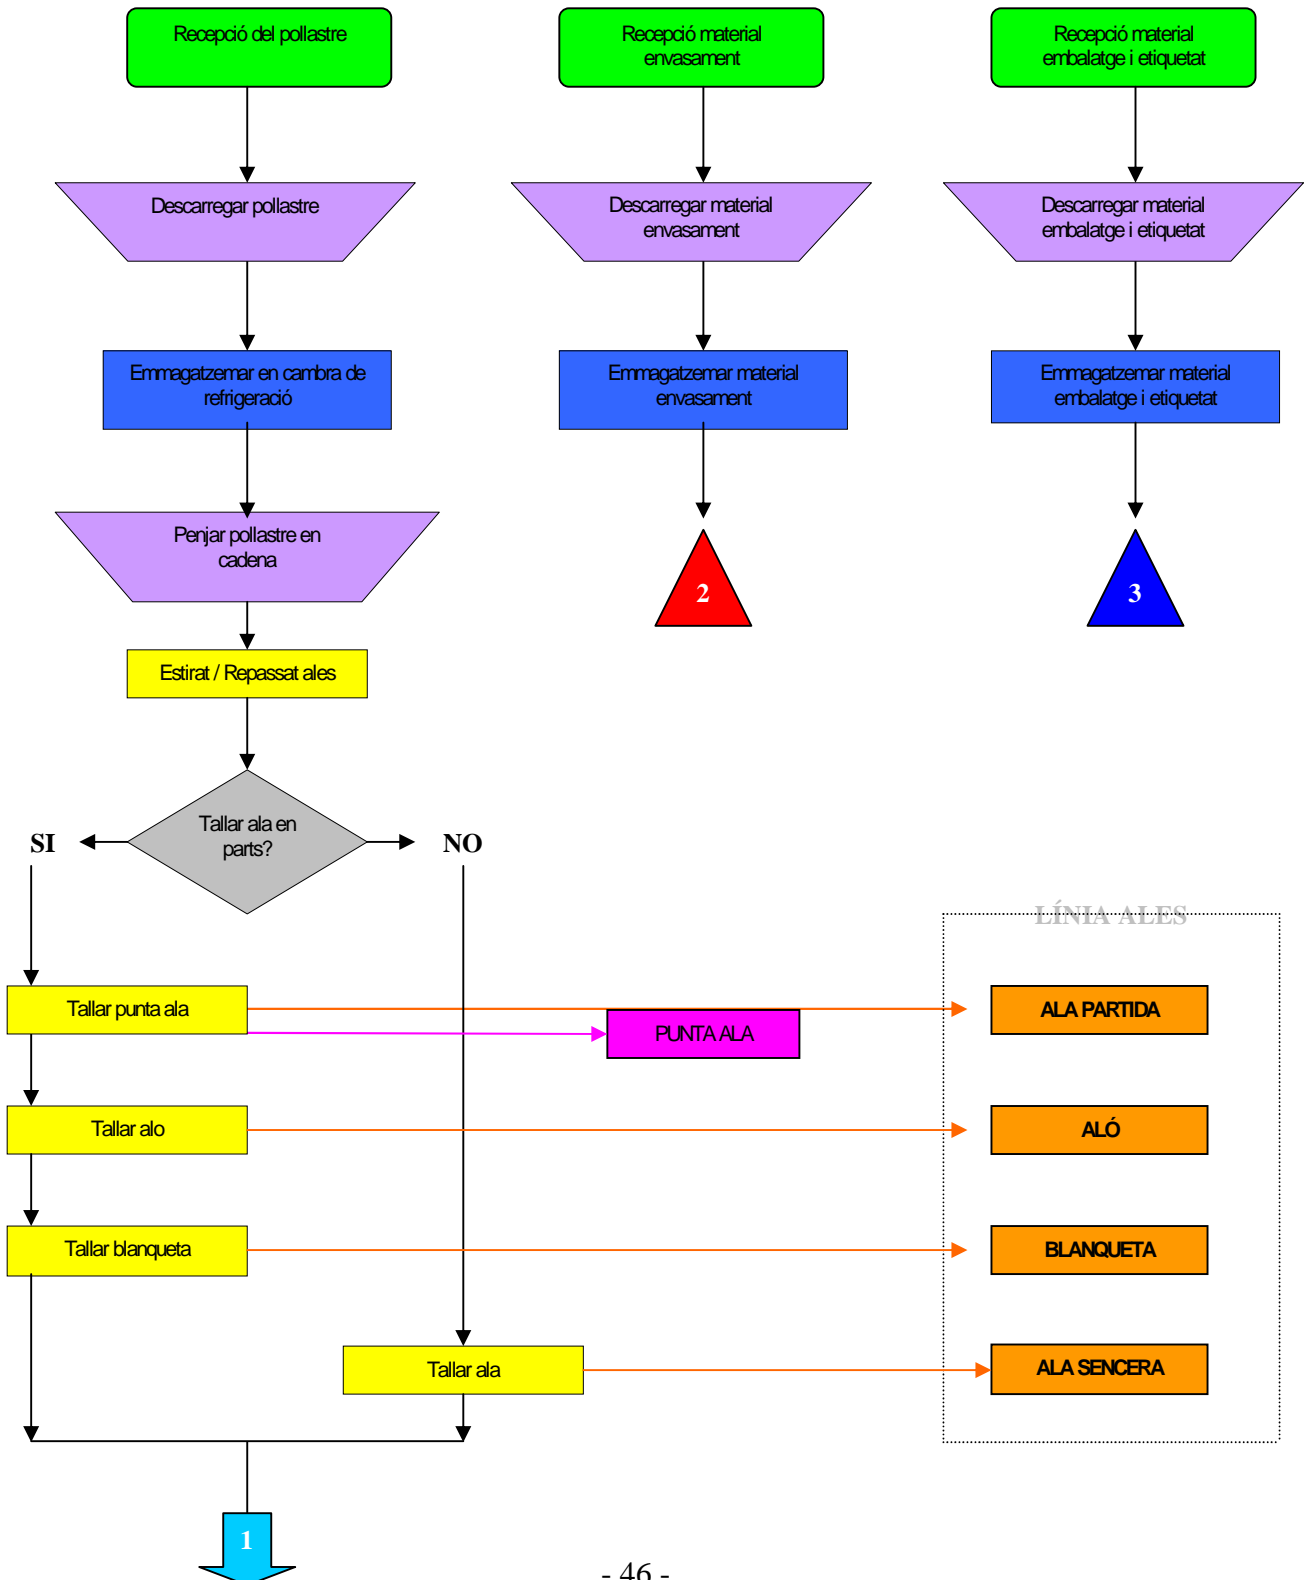 Recepció del pollastre
Recepció material
envasament
Recepció material
embalatge i etiquetat
Descarregar pollastre
Descarregar material
envasament
Descarregar material
embalatge i etiquetat
Emmagatzemar en cambra de
refrigeració
Emmagatzemar material
envasament
Emmagatzemar material
embalatge i etiquetat
Penjar pollastre en
cadena
2
3
Estirat / Repassat ales
Tallar ala en
parts?
SI
NO
LÍNIA ALES
Tallar punta ala
ALA PARTIDA
PUNTA ALA
Tallar alo
ALÓ
Tallar blanqueta
BLANQUETA
Tallar ala
ALA SENCERA
1
- 46 -